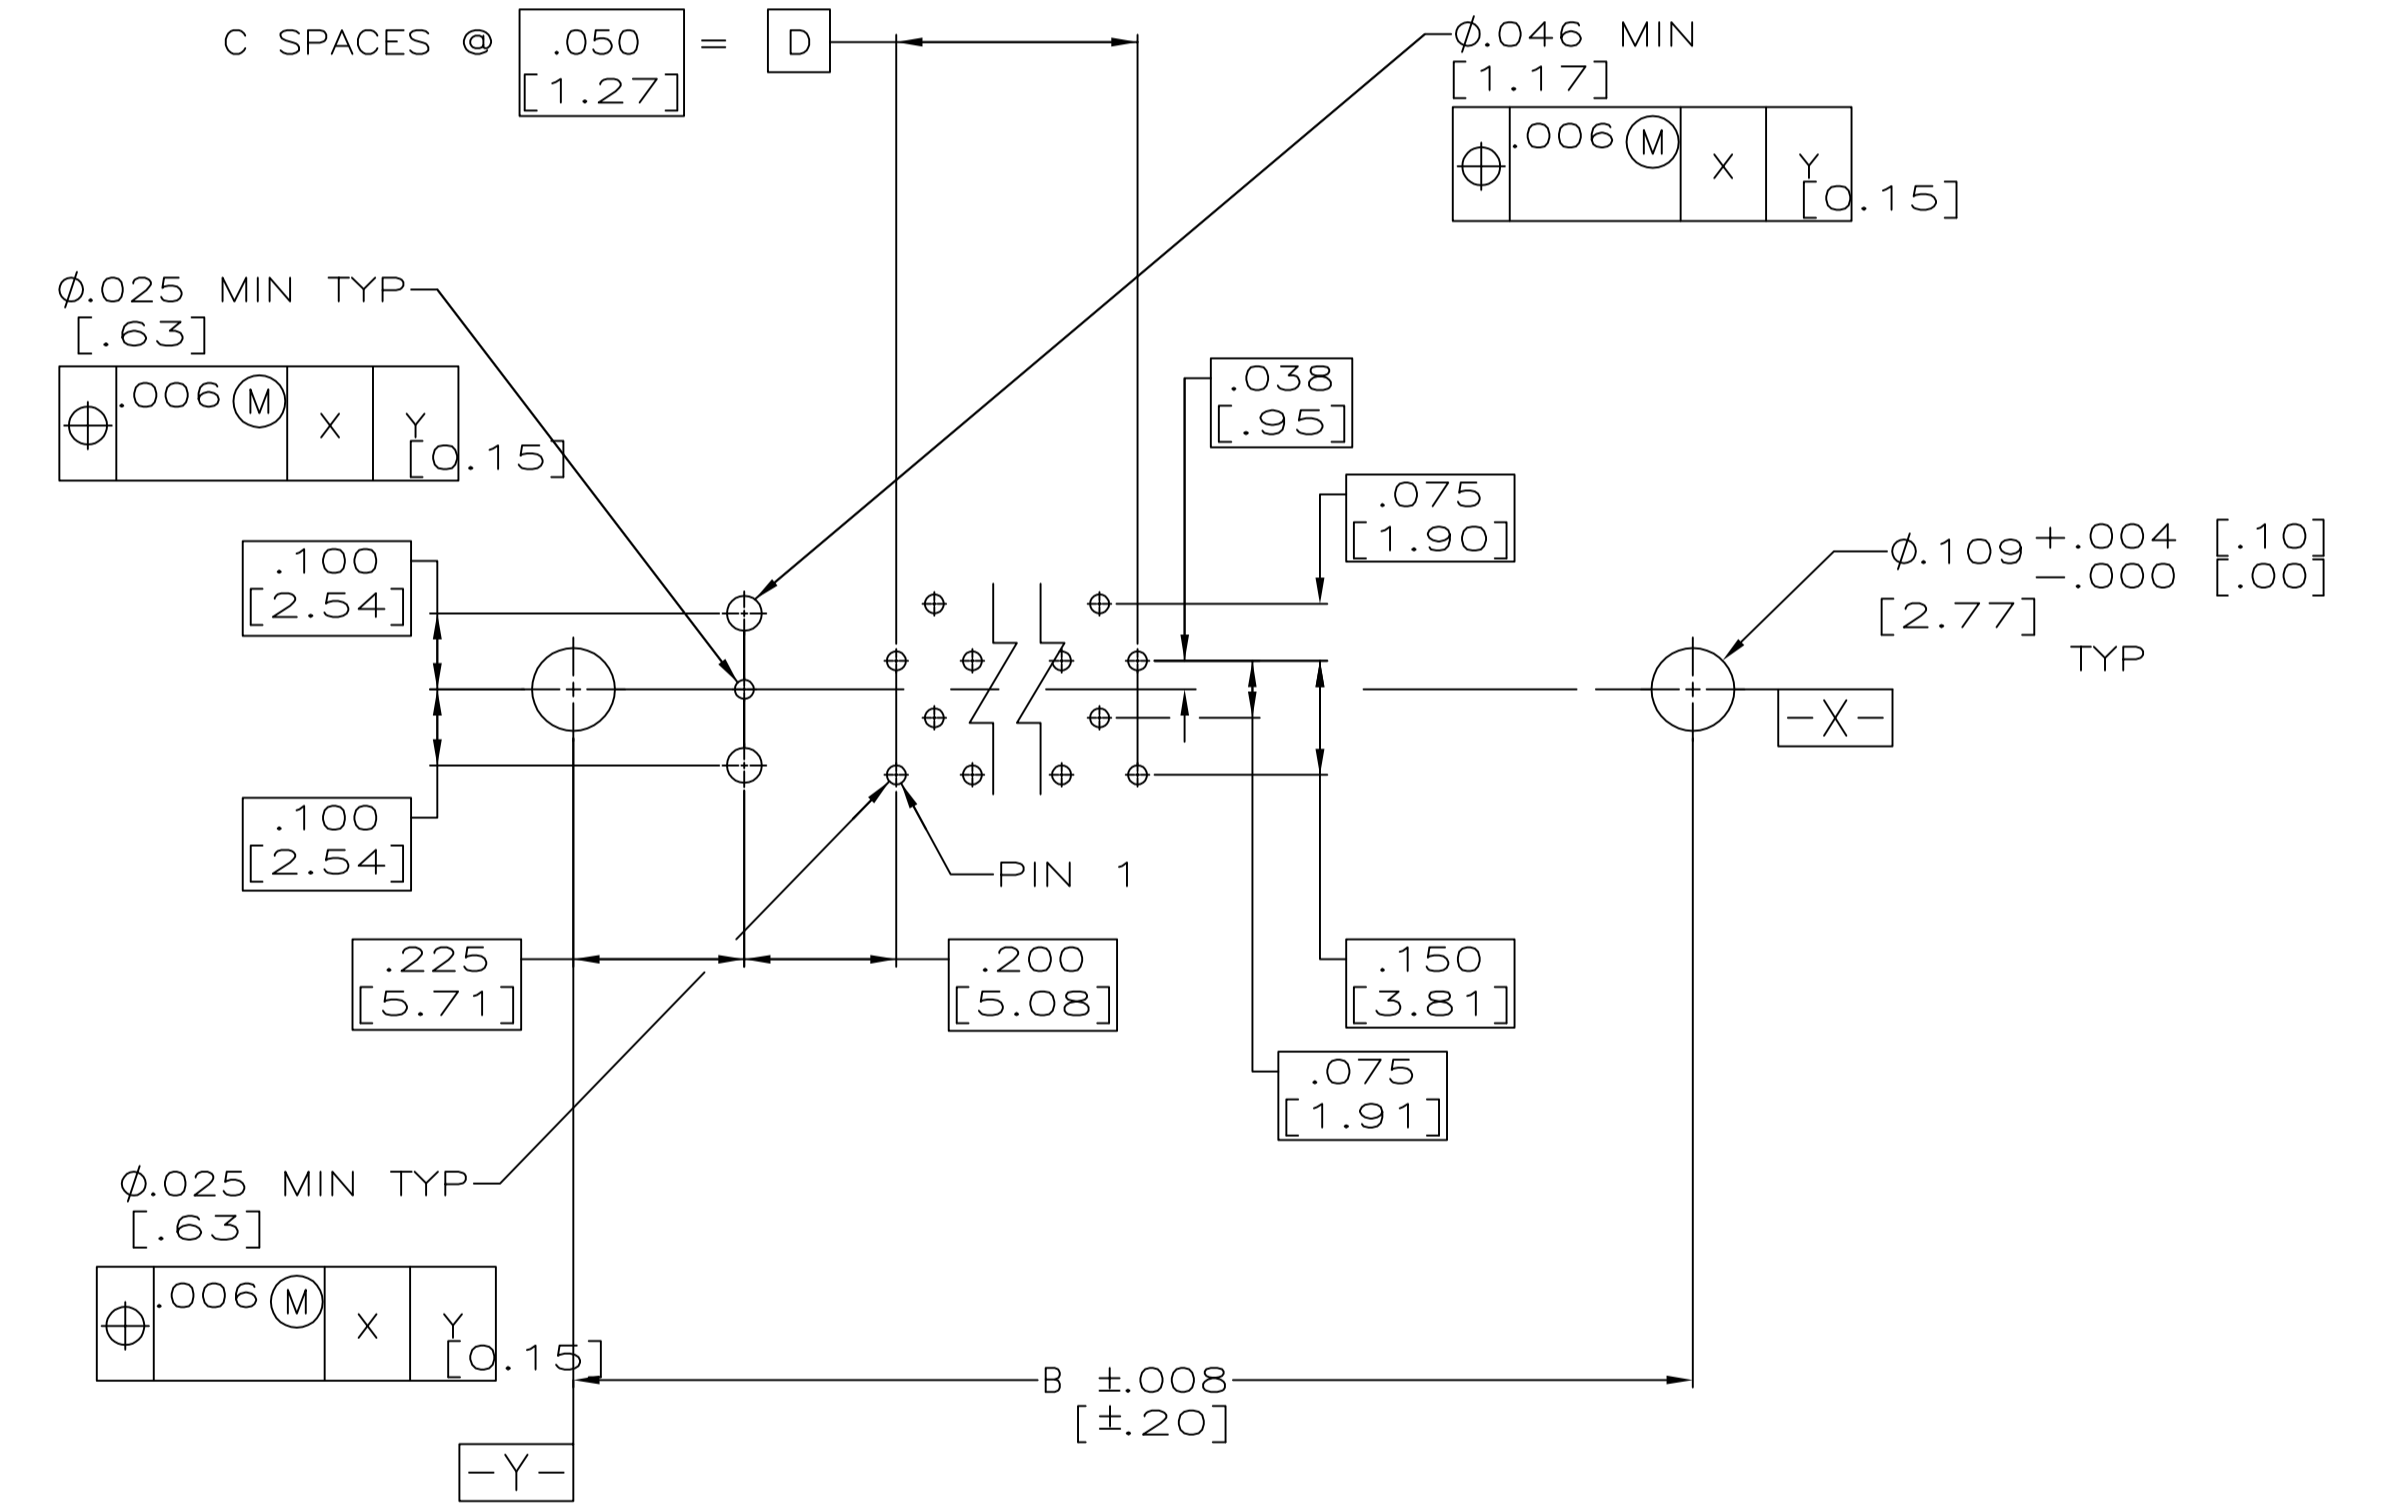 C SPACES @ .050 = D
[1.27]
⌀.046 MIN
[1.17]
⌖ .006 Ⓜ X Y
[0.15]
⌀.025 MIN TYP
[.63]
⌖ .006 Ⓜ X Y
[0.15]
.038
[.95]
.075
[1.90]
.100
[2.54]
⌀.109 +.004 [.10]
-.000 [.00]
[2.77]
TYP
-X-
.100
[2.54]
PIN 1
.225
[5.71]
.200
[5.08]
.150
[3.81]
.075
[1.91]
⌀.025 MIN TYP
[.63]
⌖ .006 Ⓜ X Y
[0.15]
B ±.008
[±.20]
-Y-